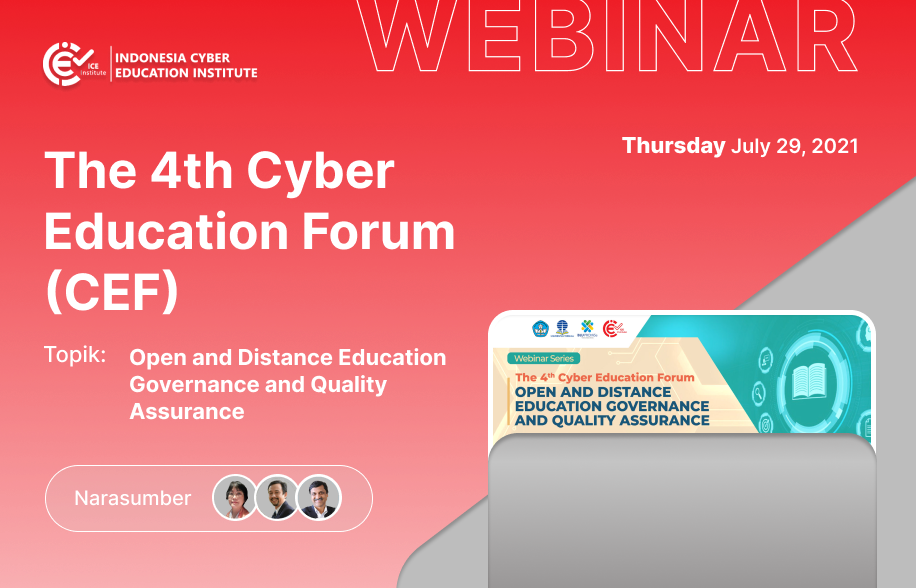 WEBINAR
ICE
Institute
INDONESIA CYBER
EDUCATION INSTITUTE
Thursday July 29, 2021
The 4th Cyber
Education Forum
(CEF)
Topik:
Open and Distance Education
Governance and Quality
Assurance
Webinar Series
The 4th Cyber Education Forum
OPEN AND DISTANCE
EDUCATION GOVERNANCE
AND QUALITY ASSURANCE
Narasumber